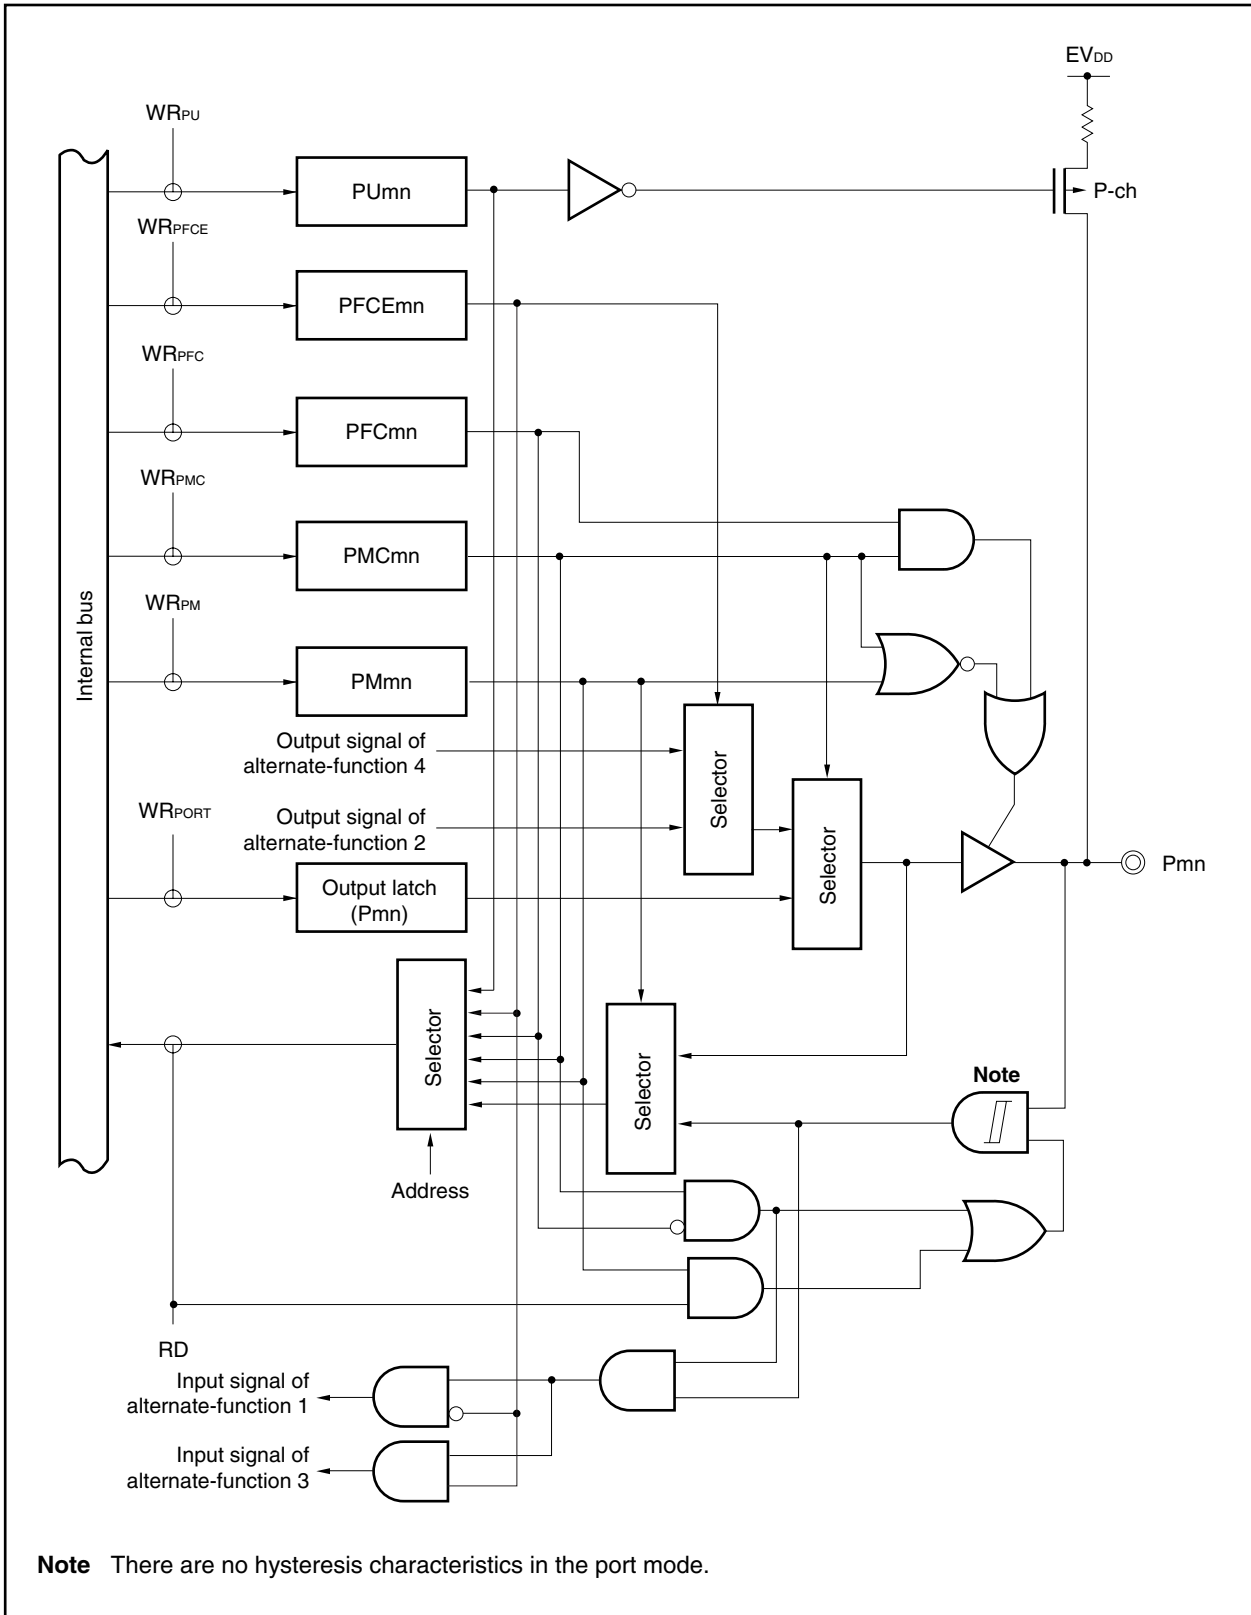 EVDD
WRPU
PUmn
P-ch
WRPFCE
PFCEmn
WRPFC
PFCmn
WRPMC
PMCmn
WRPM
PMmn
Internal bus
Output signal of
alternate-function 4
Selector
WRPORT
Output signal of
alternate-function 2
Selector
Output latch
(Pmn)
Pmn
Selector
Selector
Note
Address
RD
Input signal of
alternate-function 1
Input signal of
alternate-function 3
Note There are no hysteresis characteristics in the port mode.